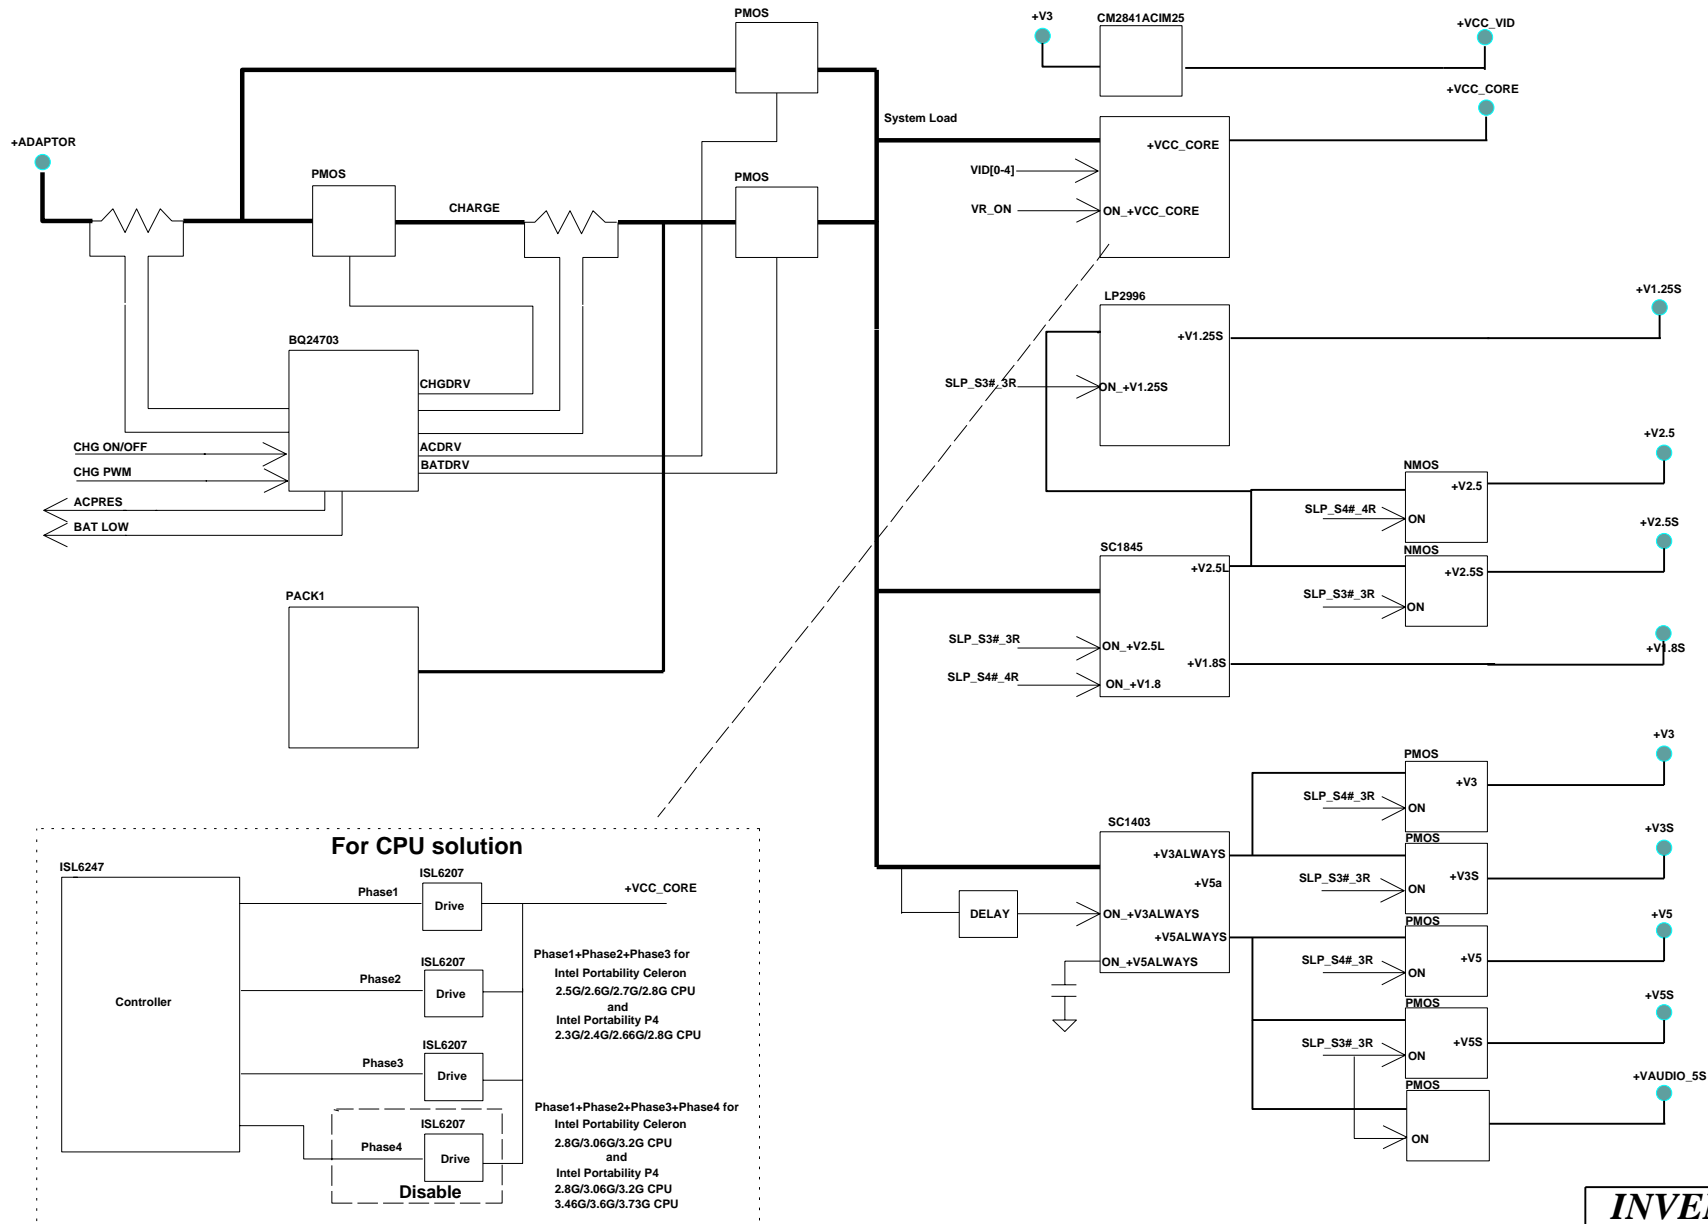 PMOS
+V3
CM2841ACIM25
+VCC_VID
+VCC_CORE
System Load
+ADAPTOR
+VCC_CORE
VID[0-4]
PMOS
PMOS
CHARGE
VR_ON
ON_+VCC_CORE
LP2996
+V1.25S
+V1.25S
BQ24703
CHGDRV
SLP_S3#_3R
ON_+V1.25S
CHG ON/OFF
ACDRV
CHG PWM
BATDRV
ACPRES
BAT LOW
+V2.5
NMOS
+V2.5
SLP_S4#_4R
ON
+V2.5S
SC1845
NMOS
+V2.5L
+V2.5S
PACK1
SLP_S3#_3R
ON
SLP_S3#_3R
ON_+V2.5L
+V1.8S
+V1.8S
SLP_S4#_4R
ON_+V1.8
+V3
PMOS
+V3
SLP_S4#_3R
ON
SC1403
+V3S
PMOS
+V3ALWAYS
+V3S
+V5a
SLP_S3#_3R
ON
DELAY
ON_+V3ALWAYS
+V5
PMOS
+V5ALWAYS
+V5
ON_+V5ALWAYS
SLP_S4#_3R
ON
+V5S
PMOS
+V5S
SLP_S3#_3R
ON
+VAUDIO_5S
PMOS
ON
For CPU solution
ISL6247
ISL6207
Phase1
Drive
+VCC_CORE
Phase1+Phase2+Phase3 for
Intel Portability Celeron
2.5G/2.6G/2.7G/2.8G CPU
and
Intel Portability P4
2.3G/2.4G/2.66G/2.8G CPU
ISL6207
Phase2
Drive
Controller
ISL6207
Phase3
Drive
Phase1+Phase2+Phase3+Phase4 for
Intel Portability Celeron
2.8G/3.06G/3.2G CPU
and
Intel Portability P4
2.8G/3.06G/3.2G CPU
3.46G/3.6G/3.73G CPU
ISL6207
Phase4
Drive
Disable